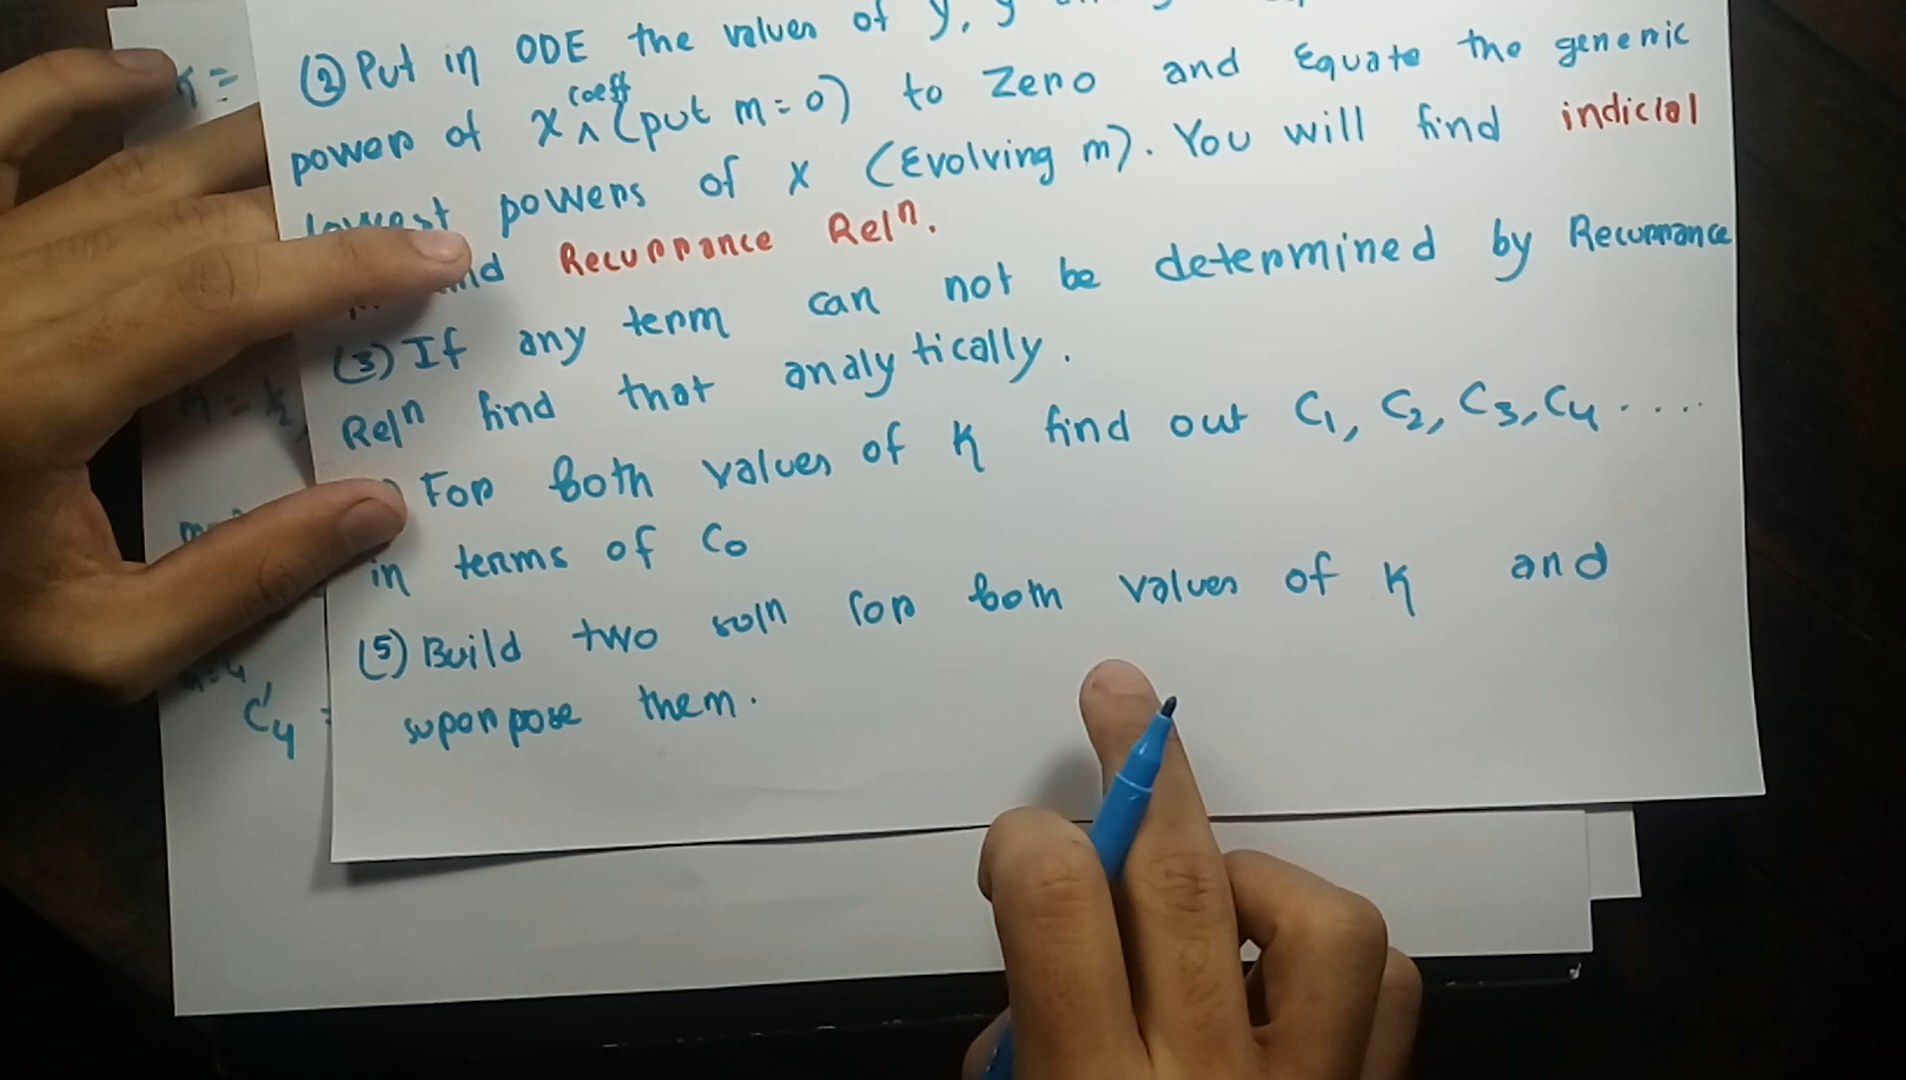 K =
(2) Put in ODE the values of y, y
coeff
power of x ^ (put m = 0) to zero and Equate the generic
lowest powers of x (Evolving m). You will find indicial
nd Recurrance Relⁿ.
(3) If any term can not be determined by Recurrance
Relⁿ find that analytically.
For both values of K find out C₁, C₂, C₃, C₄ ....
in terms of C₀
(5) Build two solⁿ for both values of K and
superpose them.
C₄ =